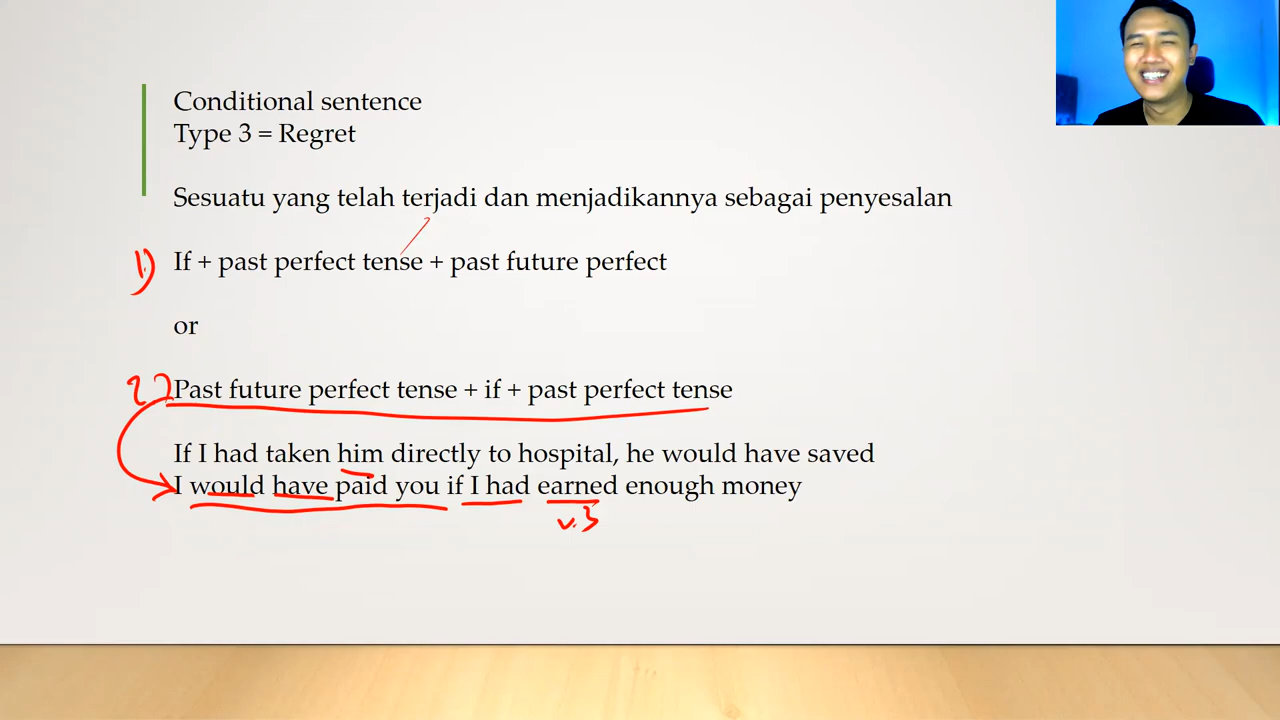 Conditional sentence
Type 3 = Regret
Sesuatu yang telah terjadi dan menjadikannya sebagai penyesalan
1) If + past perfect tense + past future perfect
or
2) Past future perfect tense + if + past perfect tense
If I had taken him directly to hospital, he would have saved
I would have paid you if I had earned enough money
v.3